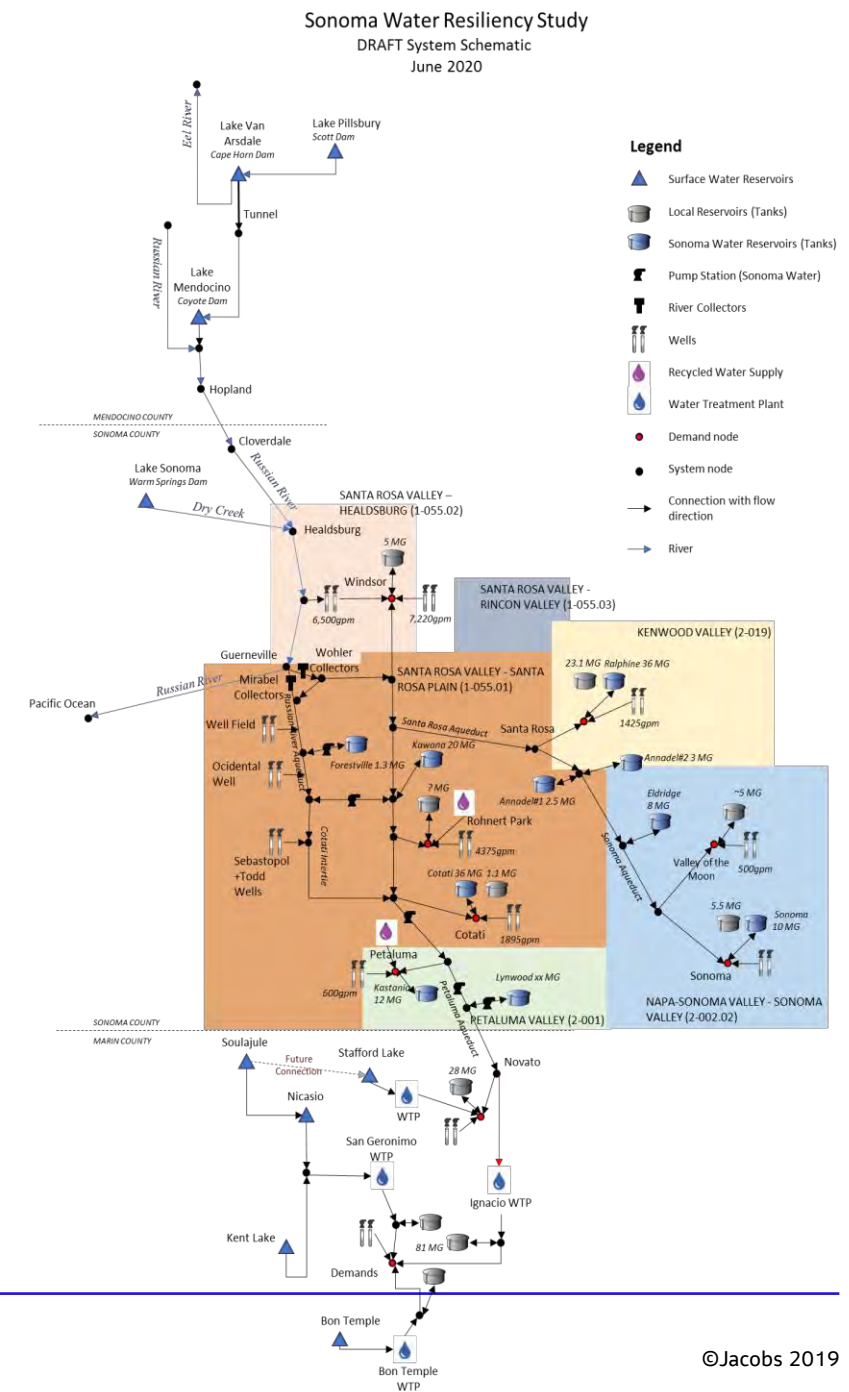 Sonoma Water Resiliency Study
DRAFT System Schematic
June 2020
Eel River
Lake Van
Arsdale
Cape Horn Dam
Lake Pillsbury
Scott Dam
Tunnel
Russian River
Lake
Mendocino
Coyote Dam
Hopland
MENDOCINO COUNTY
SONOMA COUNTY
Cloverdale
Russian River
Lake Sonoma
Warm Springs Dam
Dry Creek
Healdsburg
Legend
Surface Water Reservoirs
Local Reservoirs (Tanks)
Sonoma Water Reservoirs (Tanks)
Pump Station (Sonoma Water)
River Collectors
Wells
Recycled Water Supply
Water Treatment Plant
Demand node
System node
Connection with flow
direction
River
SANTA ROSA VALLEY –
HEALDSBURG (1-055.02)
5 MG
Windsor
6,500gpm
7,220gpm
SANTA ROSA VALLEY -
RINCON VALLEY (1-055.03)
KENWOOD VALLEY (2-019)
Guerneville
Wohler
Collectors
Mirabel
Collectors
Russian River
Pacific Ocean
SANTA ROSA VALLEY - SANTA
ROSA PLAIN (1-055.01)
23.1 MG
Ralphine 36 MG
1425gpm
Santa Rosa Aqueduct
Santa Rosa
Well Field
Russian River Aqueduct
Forestville 1.3 MG
Kawana 20 MG
Ocidental
Well
Annadel#2 3 MG
Annadel#1 2.5 MG
? MG
Rohnert Park
4375gpm
Eldridge
8 MG
~5 MG
Valley of the
Moon
500gpm
Sonoma Aqueduct
Sebastopol
+Todd
Wells
Cotati Intertie
Cotati 36 MG
1.1 MG
Cotati
1895gpm
5.5 MG
Sonoma
10 MG
Sonoma
Petaluma
600gpm
Kastania
12 MG
Lynwood xx MG
Petaluma Aqueduct
PETALUMA VALLEY (2-001)
NAPA-SONOMA VALLEY - SONOMA
VALLEY (2-002.02)
SONOMA COUNTY
MARIN COUNTY
Soulajule
Future
Connection
Stafford Lake
Novato
28 MG
WTP
Nicasio
San Geronimo
WTP
Ignacio WTP
Kent Lake
81 MG
Demands
Bon Temple
Bon Temple
WTP
©Jacobs 2019